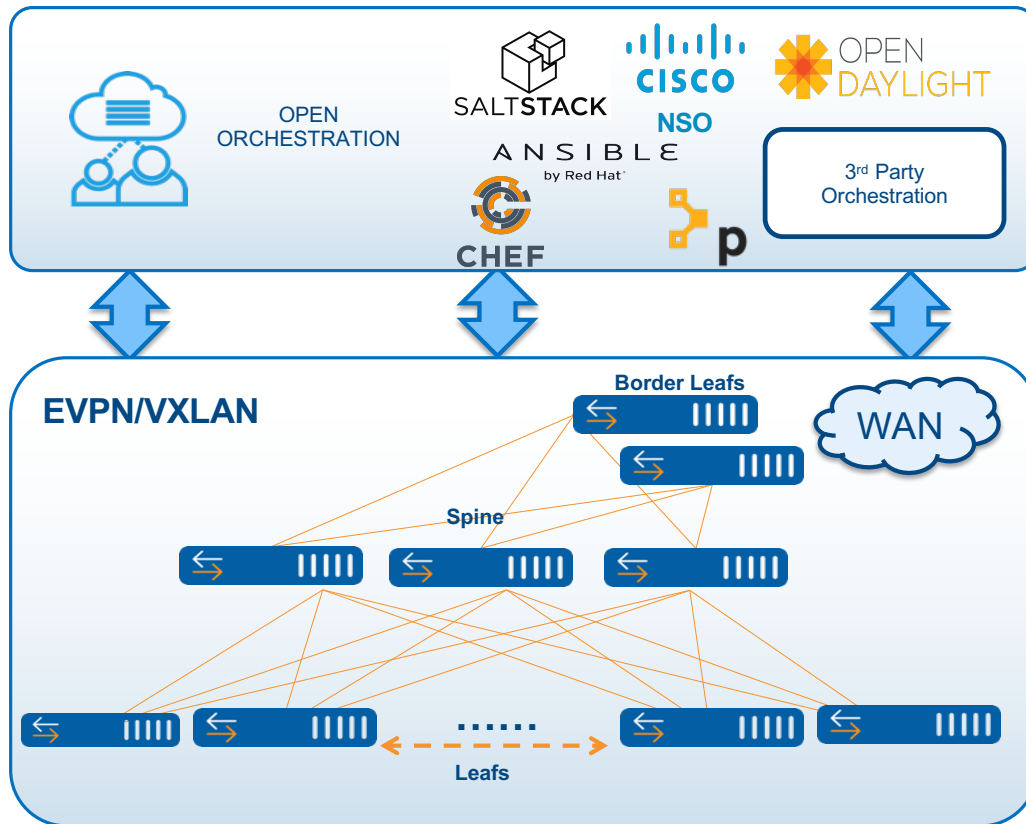 OPEN
ORCHESTRATION
SALTSTACK
CISCO
NSO
OPEN
DAYLIGHT
ANSIBLE
by Red Hat®
CHEF
p
3rd Party
Orchestration
EVPN/VXLAN
Border Leafs
WAN
Spine
......
Leafs